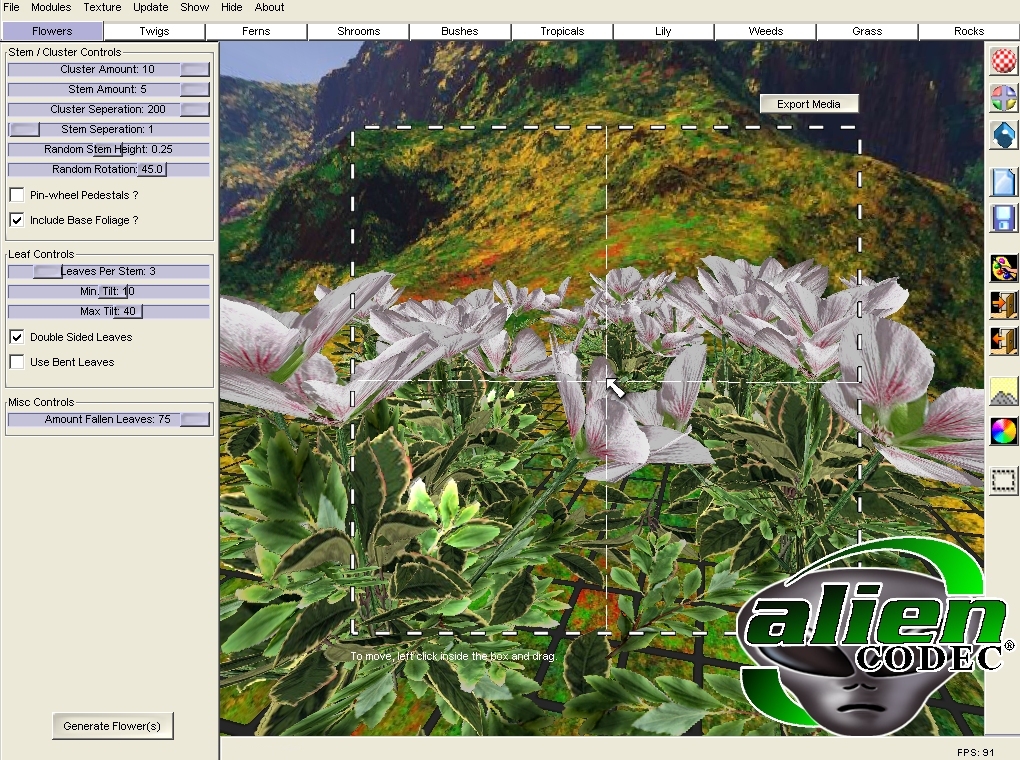 File Modules Texture Update Show Hide About
Flowers Twigs Ferns Shrooms Bushes Tropicals Lily Weeds Grass Rocks
Stem / Cluster Controls
Cluster Amount: 10
Stem Amount: 5
Cluster Seperation: 200
Stem Seperation: 1
Random Stem Height: 0.25
Random Rotation: 45.0
Pin-wheel Pedestals ?
Include Base Foliage ?
Leaf Controls
Leaves Per Stem: 3
Min. Tilt: 10
Max Tilt: 40
Double Sided Leaves
Use Bent Leaves
Misc Controls
Amount Fallen Leaves: 75
Generate Flower(s)
Export Media
To move, left click inside the box and drag.
alien
CODEC®
FPS: 91